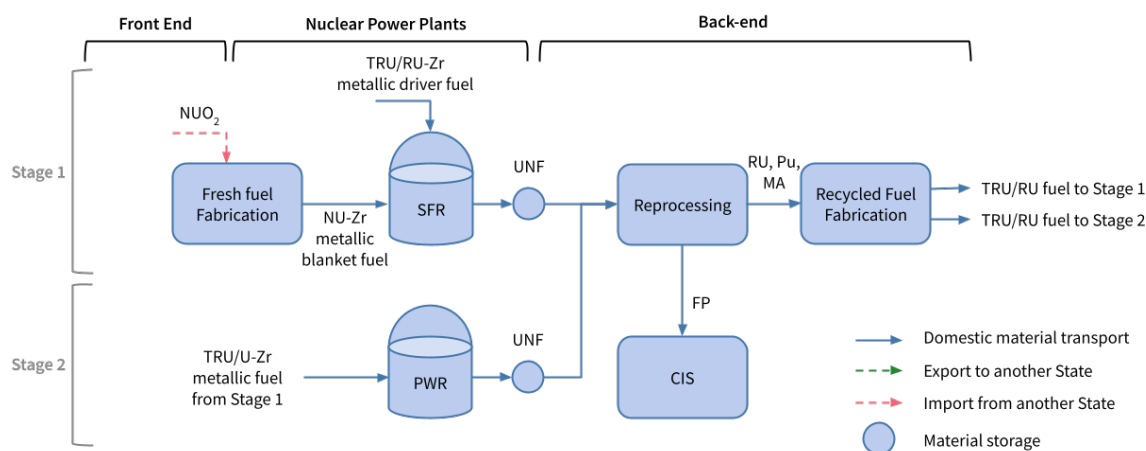 Front End
Nuclear Power Plants
Back-end
Stage 1
NUO₂
Fresh fuel
Fabrication
NU-Zr
metallic
blanket fuel
TRU/RU-Zr
metallic driver fuel
SFR
UNF
Reprocessing
RU, Pu,
MA
Recycled Fuel
Fabrication
TRU/RU fuel to Stage 1
TRU/RU fuel to Stage 2
FP
CIS
Stage 2
TRU/U-Zr
metallic fuel
from Stage 1
PWR
UNF
Domestic material transport
Export to another State
Import from another State
Material storage